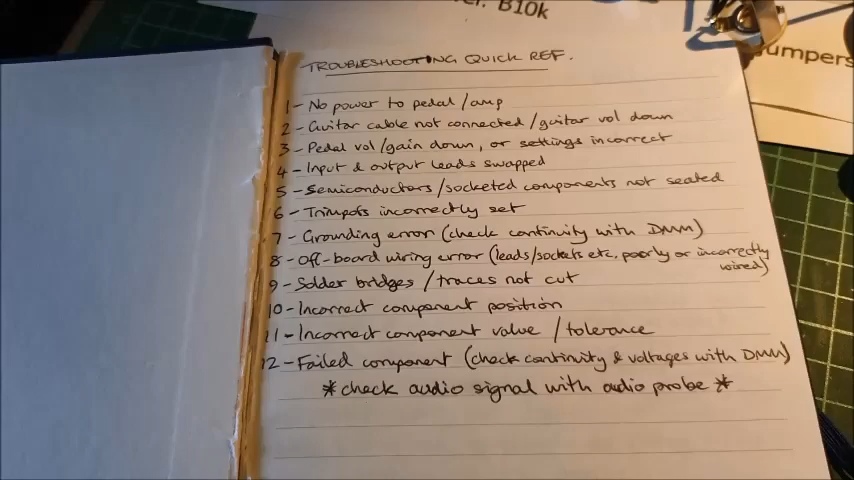 er. B10k
Jumpers
TROUBLESHOOTING QUICK REF.
1 - No power to pedal/amp
2 - Guitar cable not connected/guitar vol down
3 - Pedal vol/gain down, or settings incorrect
4 - Input & output leads swapped
5 - Semiconductors/socketed components not seated
6 - Trimpots incorrectly set
7 - Grounding error (check continuity with DMM)
8 - Off-board wiring error (leads/sockets etc, poorly or incorrectly
wired)
9 - Solder bridges/traces not cut
10 - Incorrect component position
11 - Incorrect component value/tolerance
12 - Failed component (check continuity & voltages with DMM)
*check audio signal with audio probe*